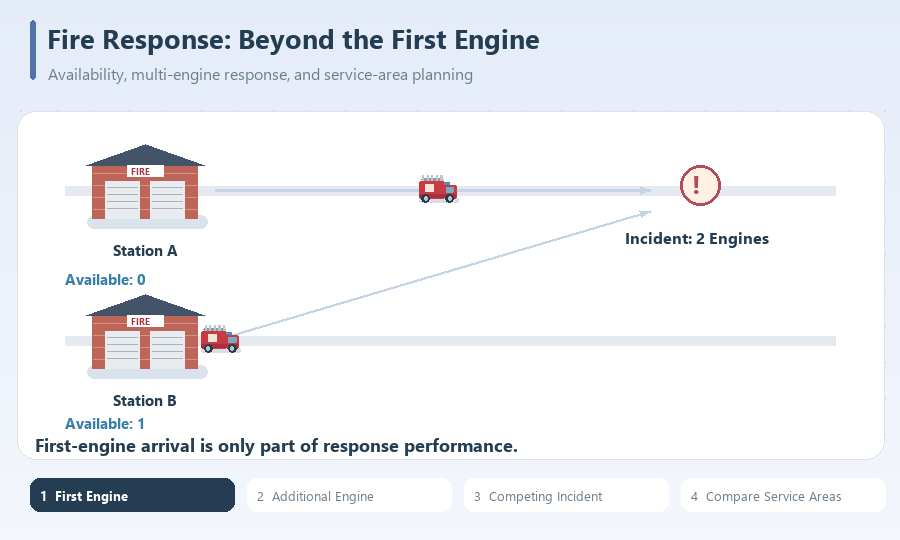 Fire Response: Beyond the First Engine
Availability, multi-engine response, and service-area planning
FIRE
Station A
Available: 0
!
Incident: 2 Engines
FIRE
Station B
Available: 1
First-engine arrival is only part of response performance.
1 First Engine
2 Additional Engine
3 Competing Incident
4 Compare Service Areas